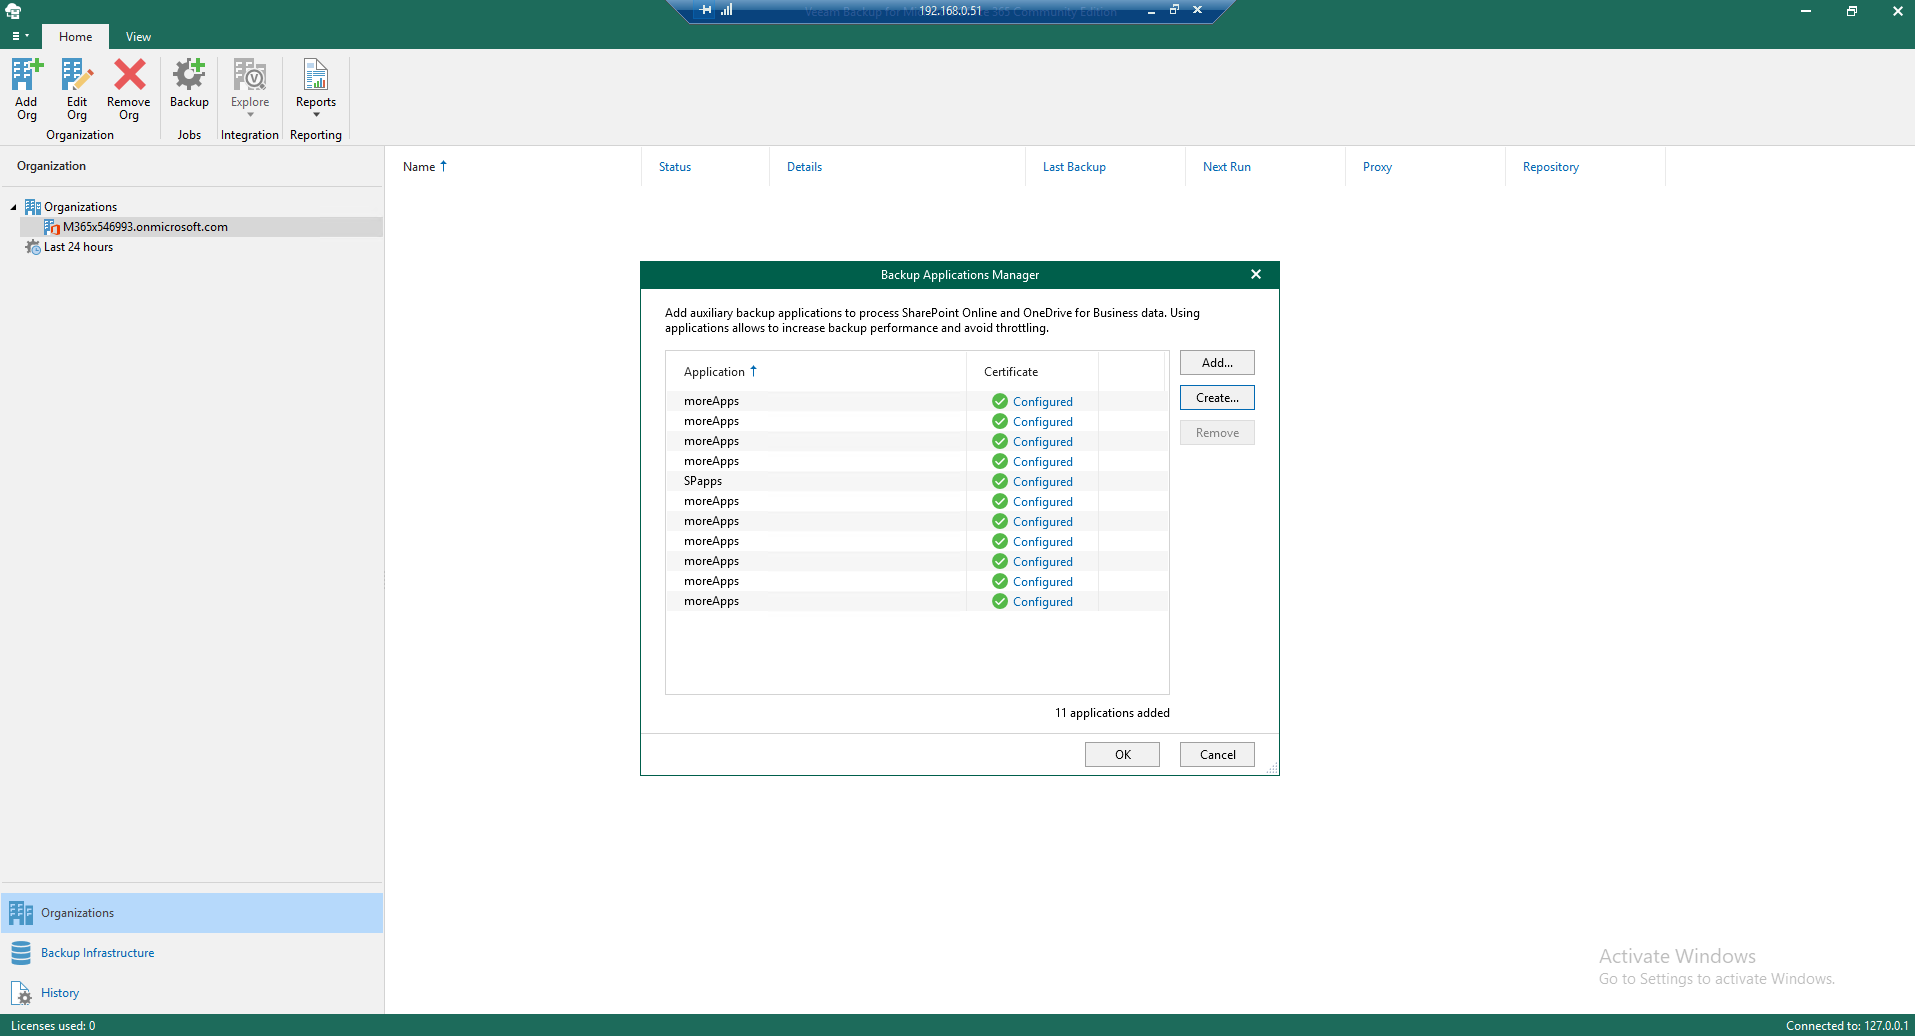 192.168.0.51
Home
View
Add
Org
Edit
Org
Remove
Org
Backup
Explore
Reports
Organization
Jobs
Integration
Reporting
Organization
Name
Status
Details
Last Backup
Next Run
Proxy
Repository
Organizations
M365x546993.onmicrosoft.com
Last 24 hours
Backup Applications Manager
Add auxiliary backup applications to process SharePoint Online and OneDrive for Business data. Using
applications allows to increase backup performance and avoid throttling.
Application
Certificate
moreApps Configured
moreApps Configured
moreApps Configured
moreApps Configured
SPapps Configured
moreApps Configured
moreApps Configured
moreApps Configured
moreApps Configured
moreApps Configured
moreApps Configured
Add...
Create...
Remove
11 applications added
OK
Cancel
Organizations
Backup Infrastructure
History
Activate Windows
Go to Settings to activate Windows.
Licenses used: 0
Connected to: 127.0.0.1